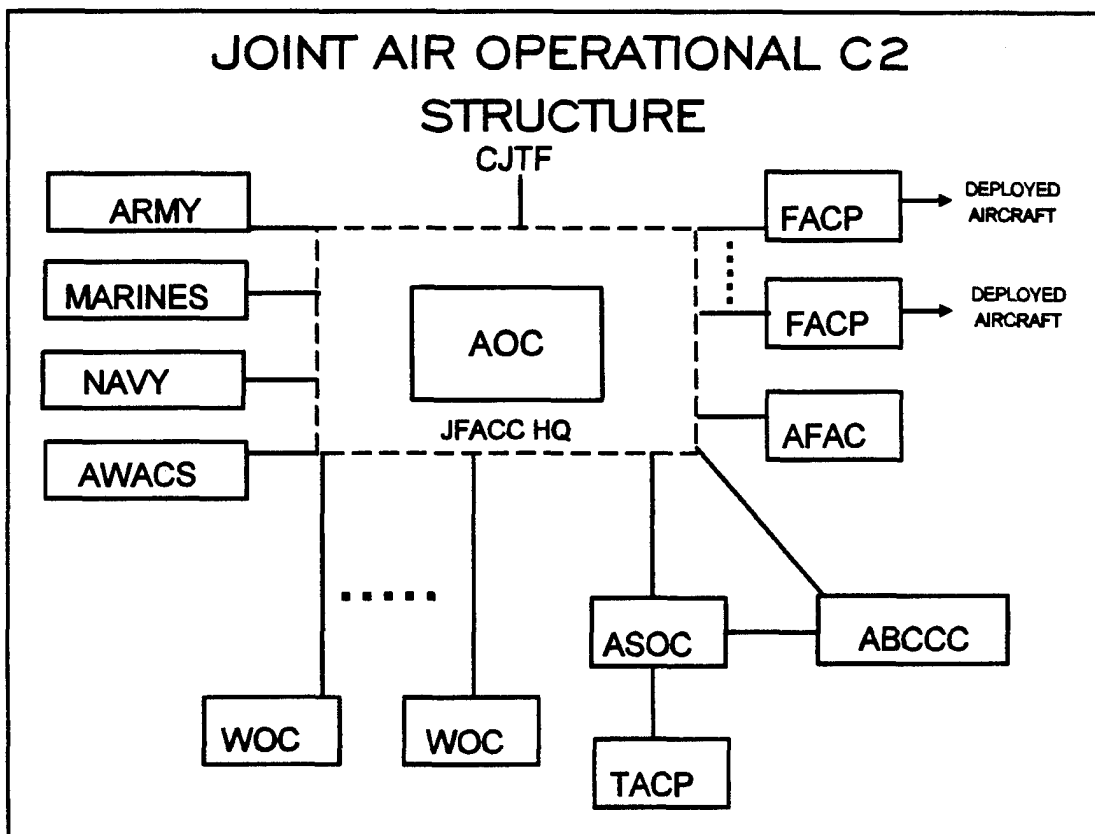 JOINT AIR OPERATIONAL C2
STRUCTURE
CJTF
ARMY
MARINES
NAVY
AWACS
AOC
JFACC HQ
FACP
DEPLOYED
AIRCRAFT
FACP
DEPLOYED
AIRCRAFT
AFAC
ASOC
ABCCC
WOC
WOC
TACP